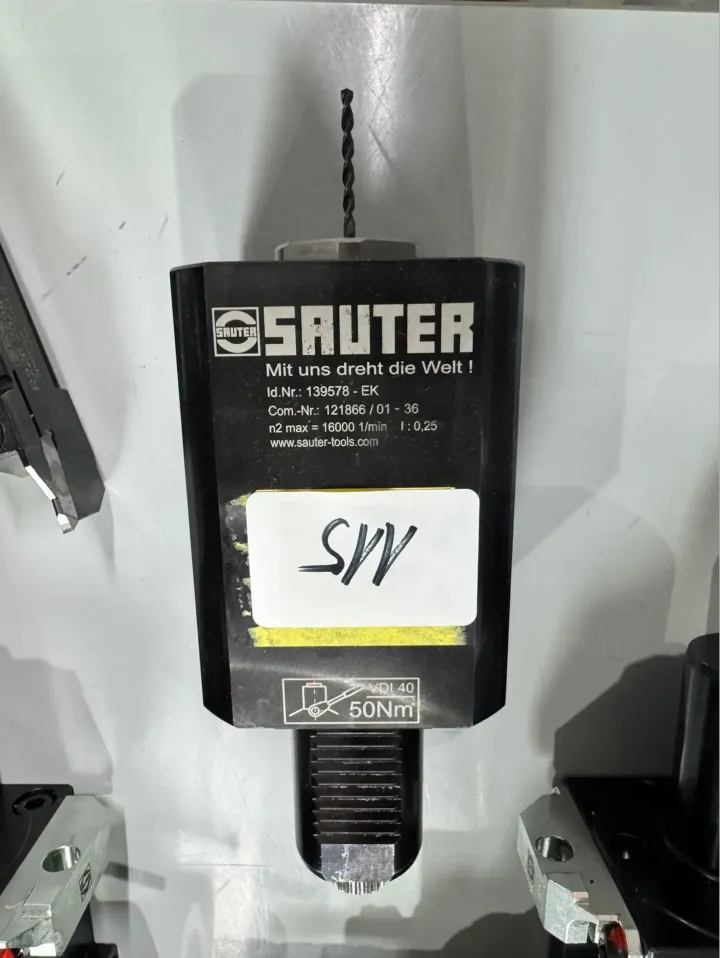 SAUTER
SAUTER
Mit uns dreht die Welt !
Id.Nr.: 139578 - EK
Com.-Nr.: 121866 / 01 - 36
n2 max = 16000 1/min I : 0,25
www.sauter-tools.com
115
VDI 40
50Nm